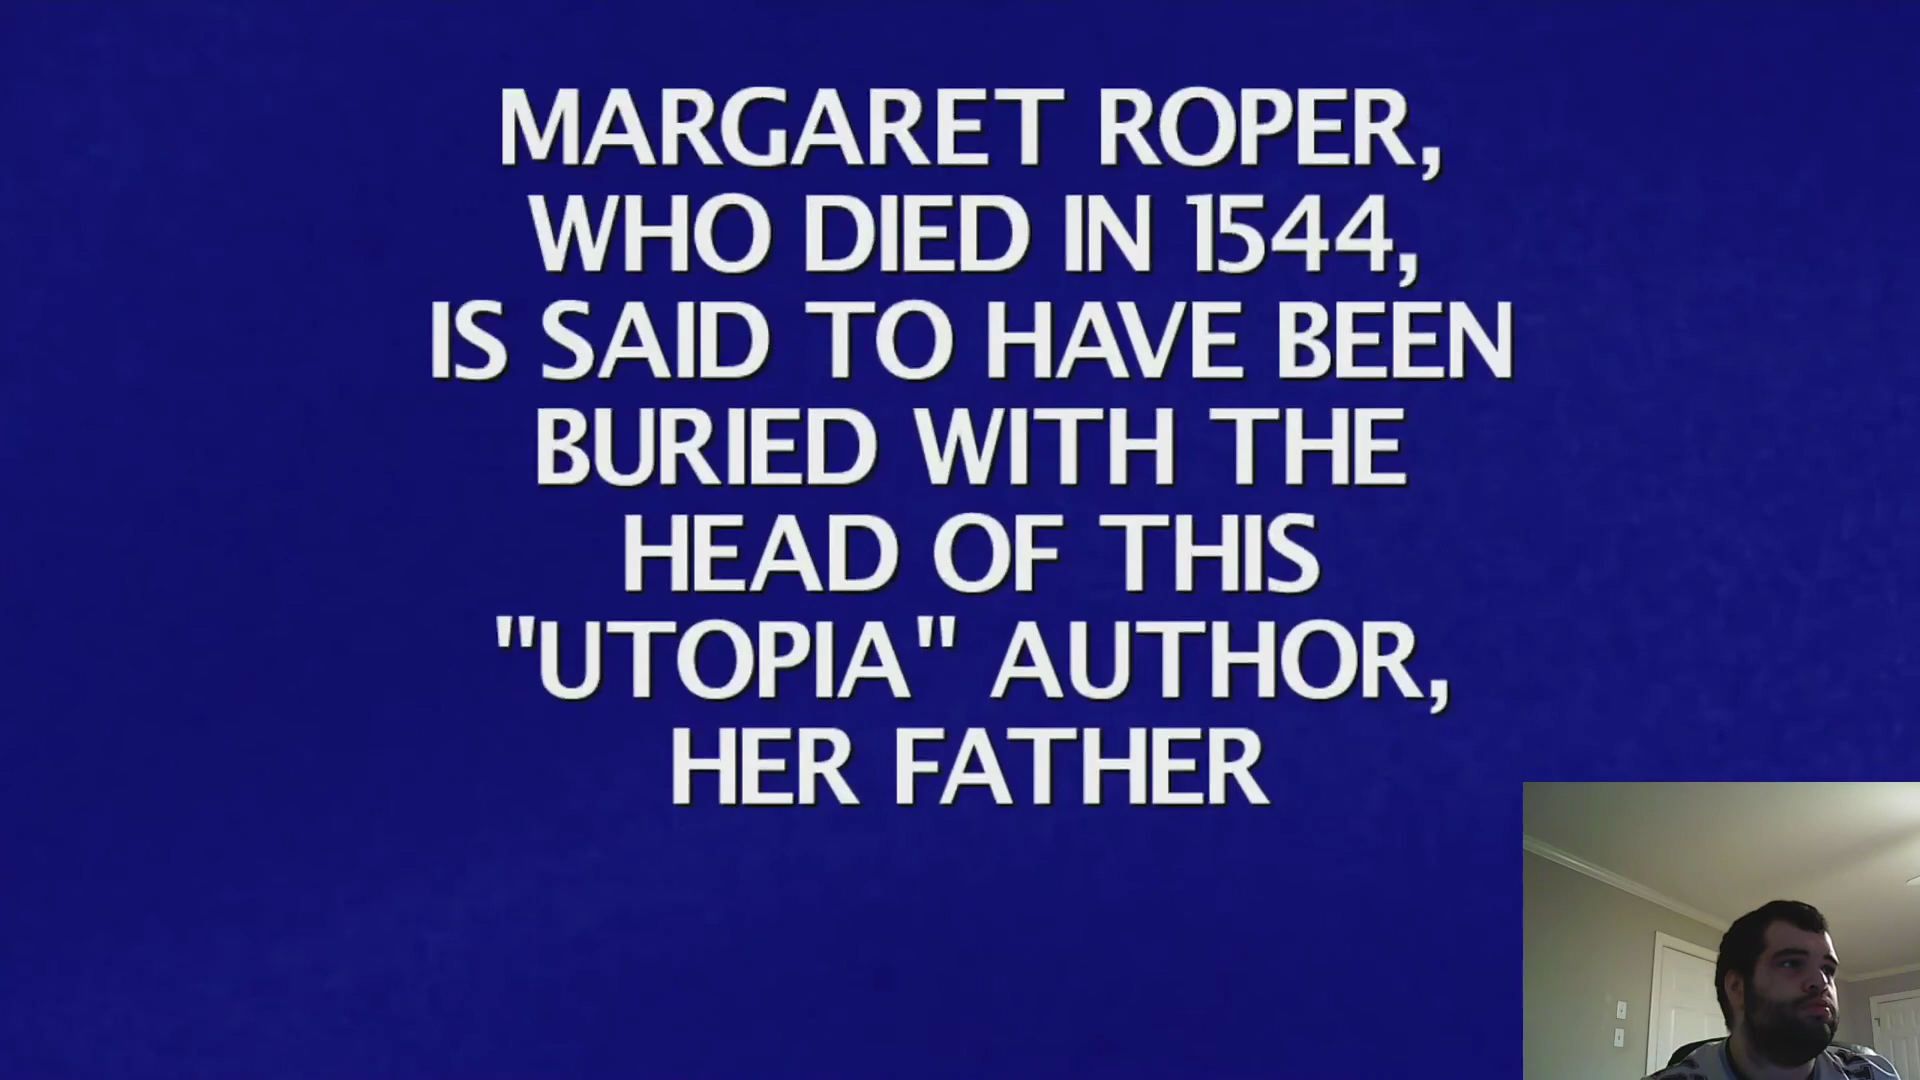 MARGARET ROPER,
WHO DIED IN 1544,
IS SAID TO HAVE BEEN
BURIED WITH THE
HEAD OF THIS
"UTOPIA" AUTHOR,
HER FATHER